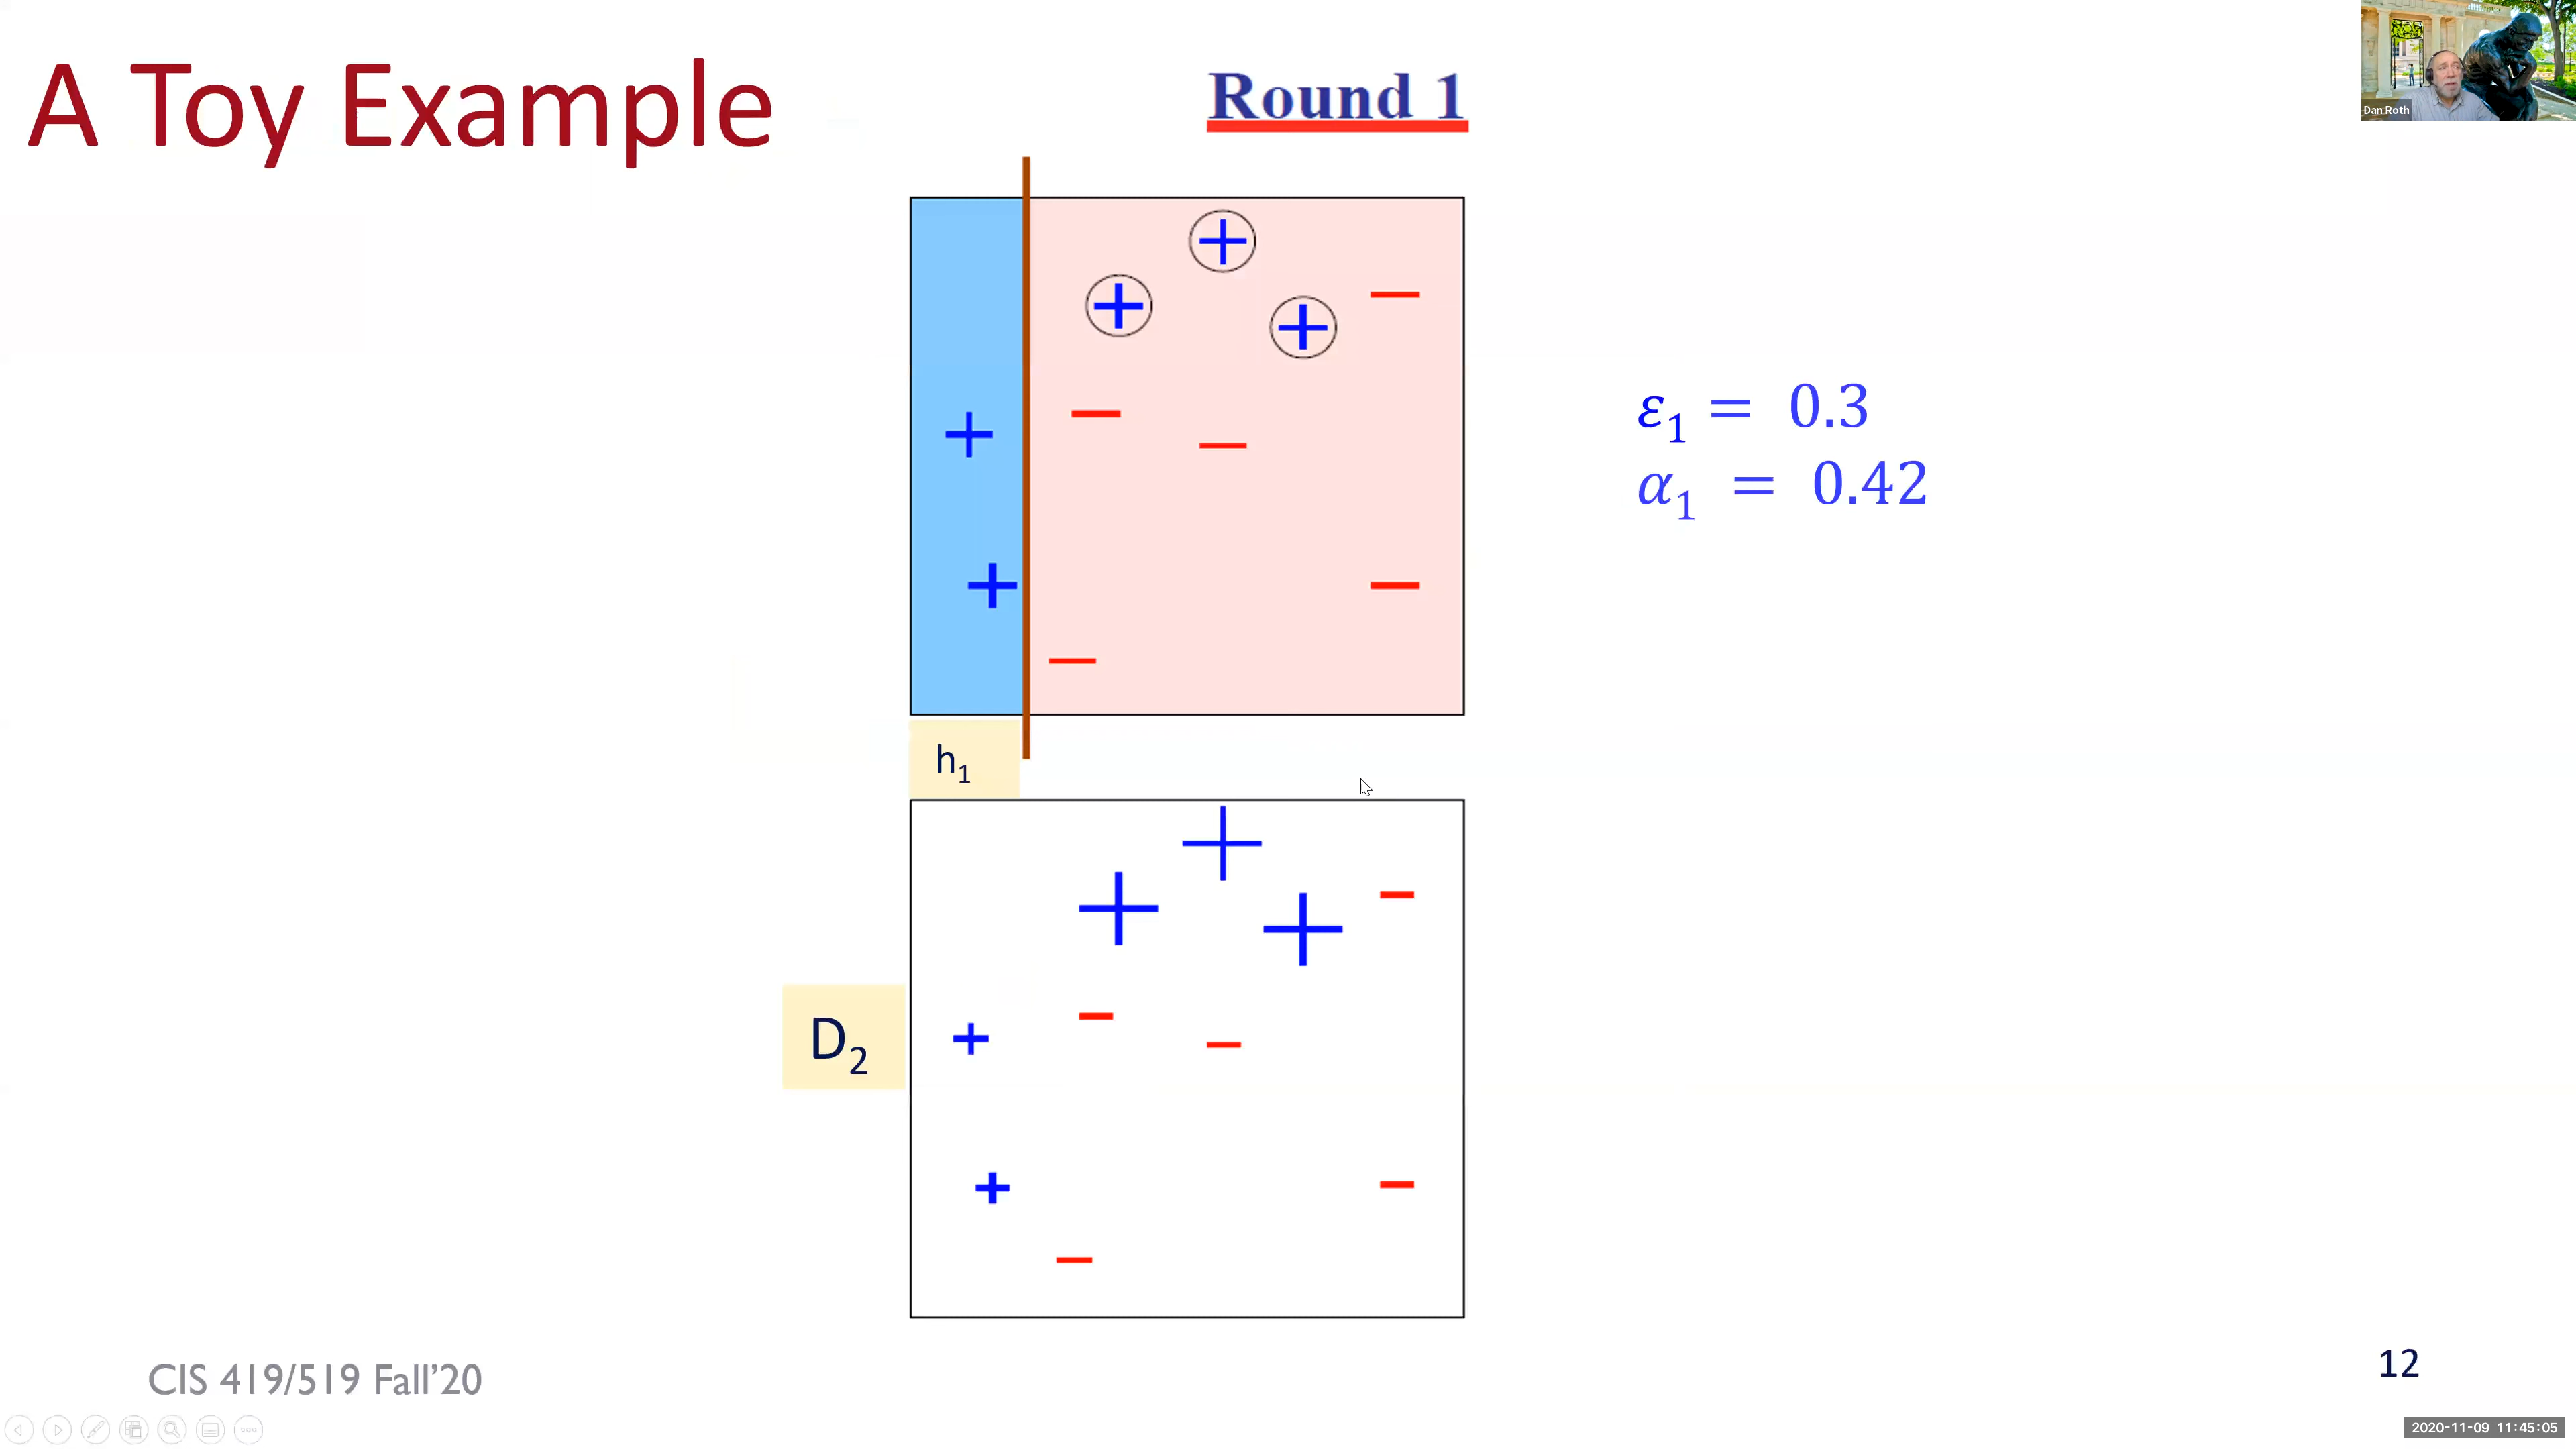 A Toy Example
Round 1
Dan Roth
ε₁ = 0.3
α₁ = 0.42
h₁
D₂
CIS 419/519 Fall’20
12
2020-11-09 11:45:05